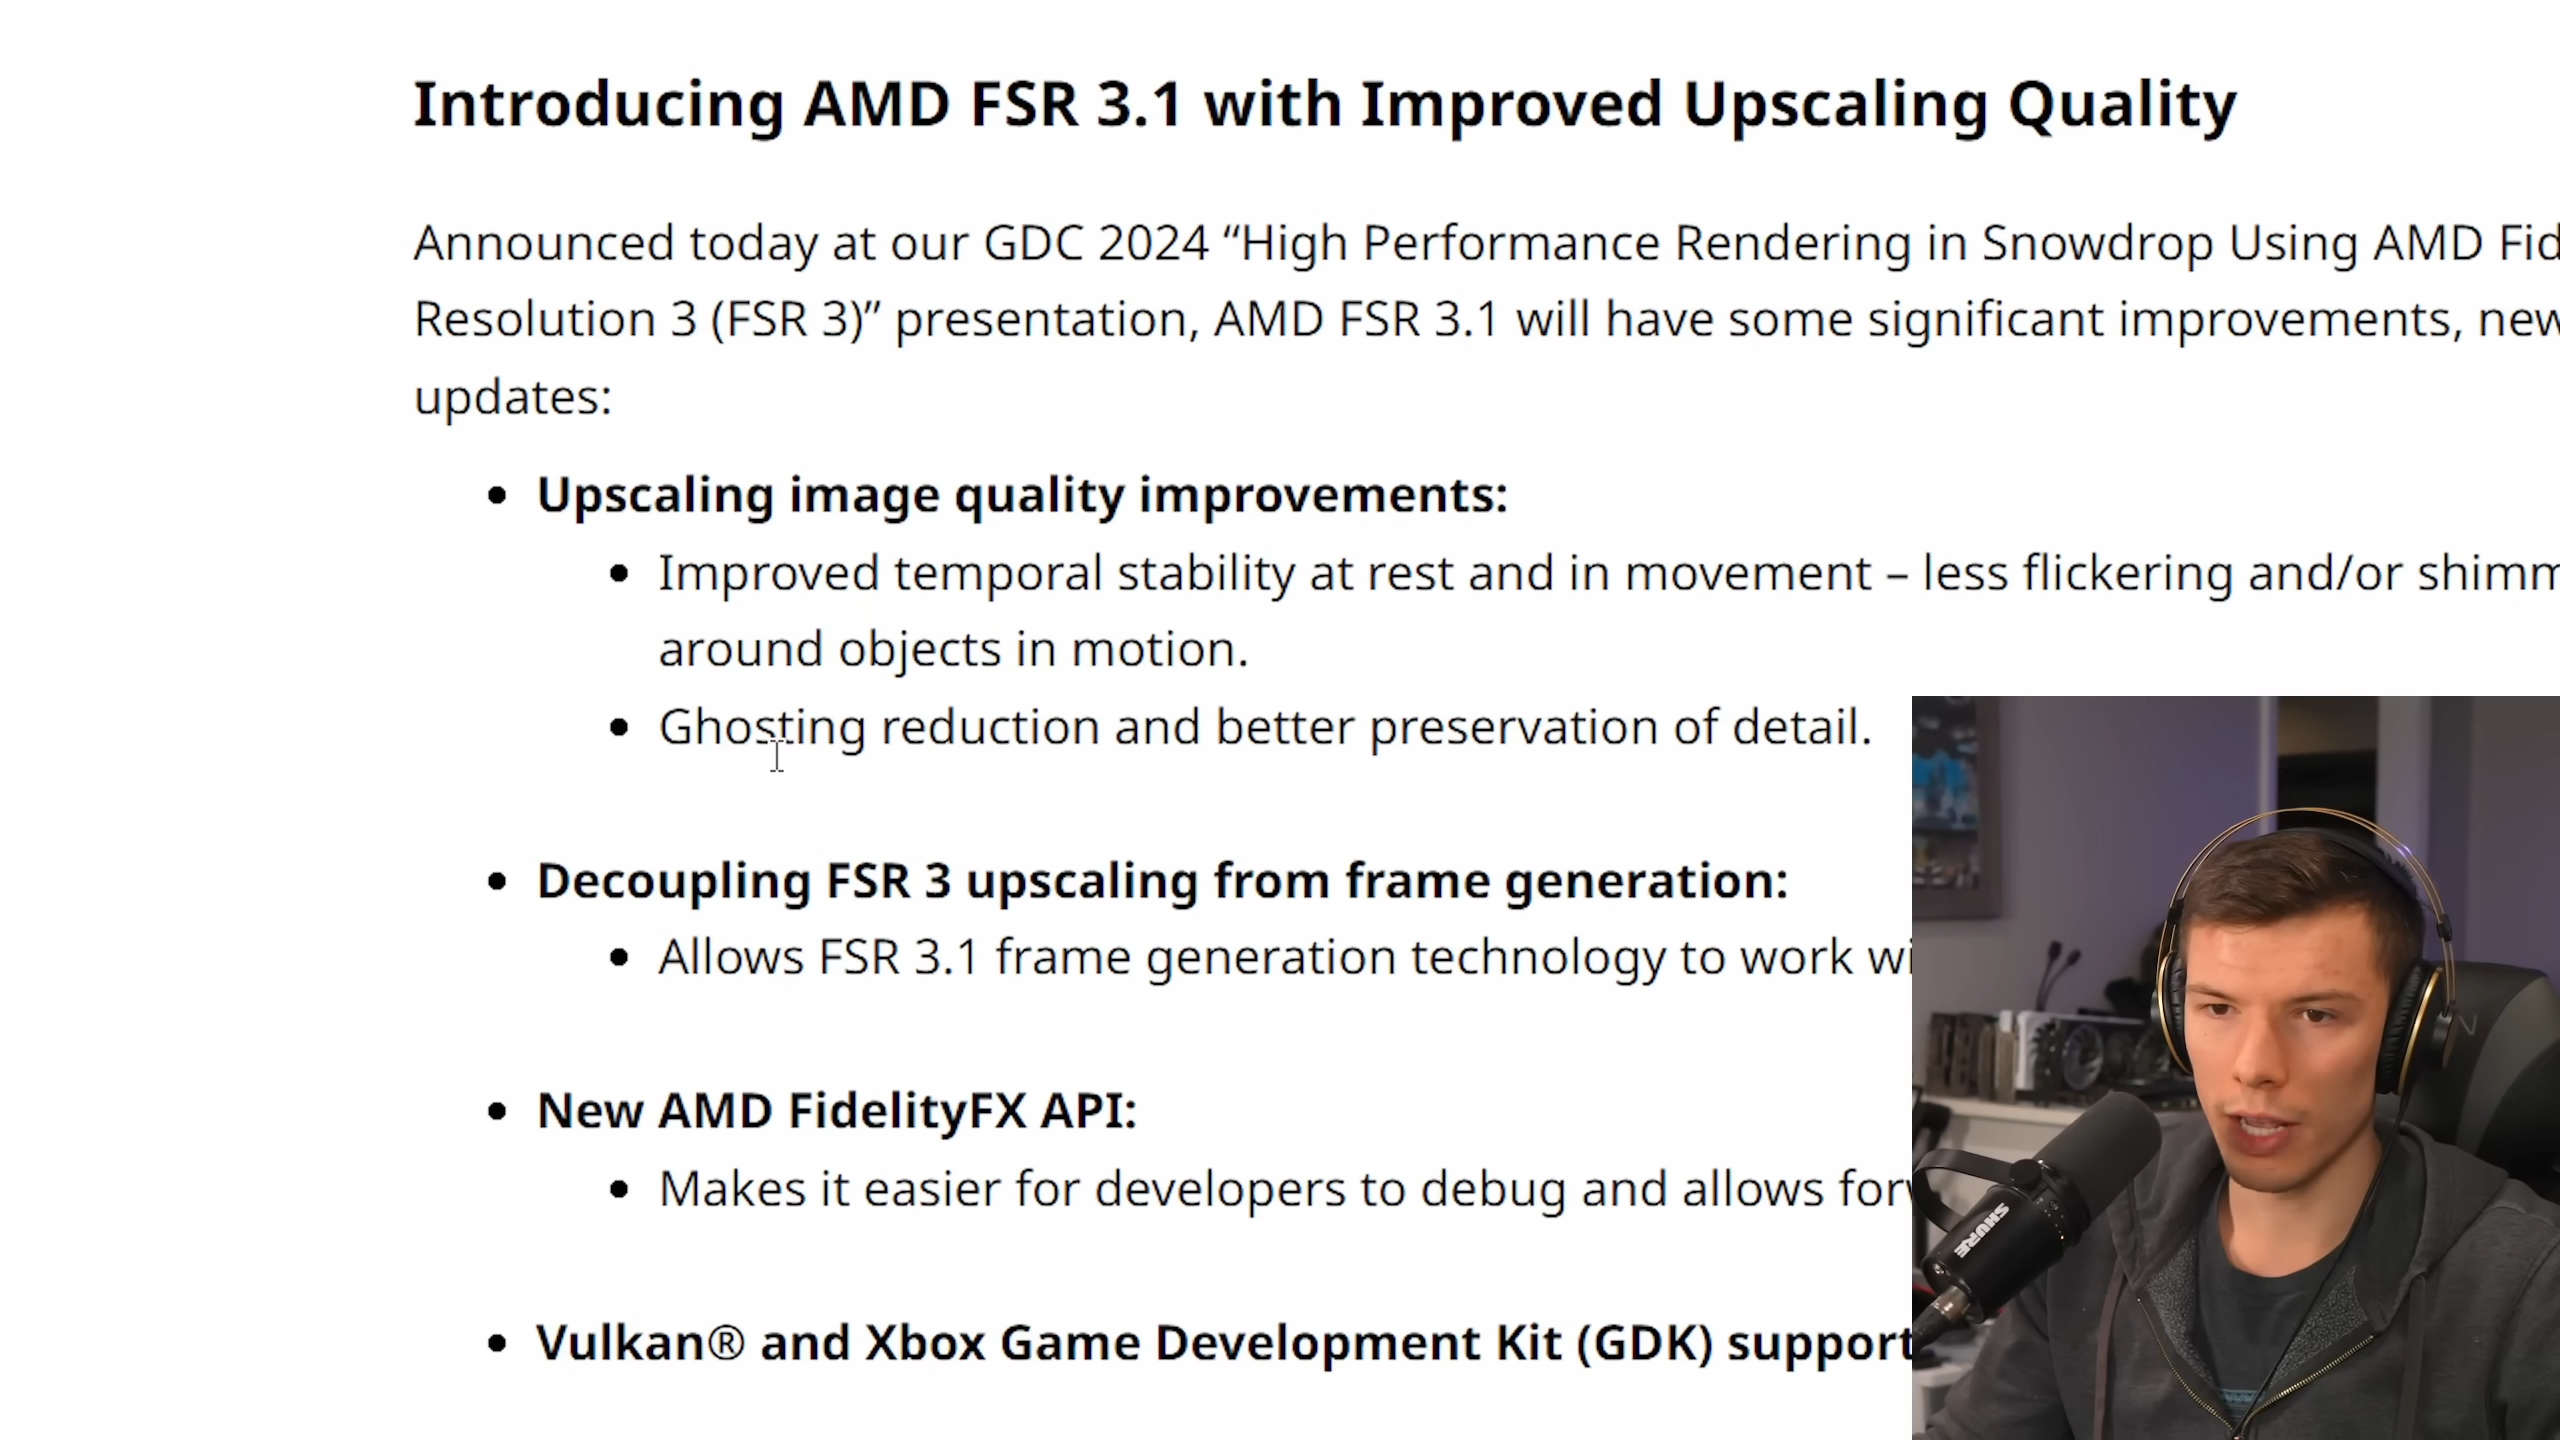 Introducing AMD FSR 3.1 with Improved Upscaling Quality
Announced today at our GDC 2024 “High Performance Rendering in Snowdrop Using AMD
Resolution 3 (FSR 3)” presentation, AMD FSR 3.1 will have some significant improvements, new
updates:
• Upscaling image quality improvements:
• Improved temporal stability at rest and in movement – less flickering and/or
around objects in motion.
• Ghosting reduction and better preservation of detail.
• Decoupling FSR 3 upscaling from frame generation:
• Allows FSR 3.1 frame generation technology to work
• New AMD FidelityFX API:
• Makes it easier for developers to debug and allows
• Vulkan® and Xbox Game Development Kit (GDK) support
SHURE